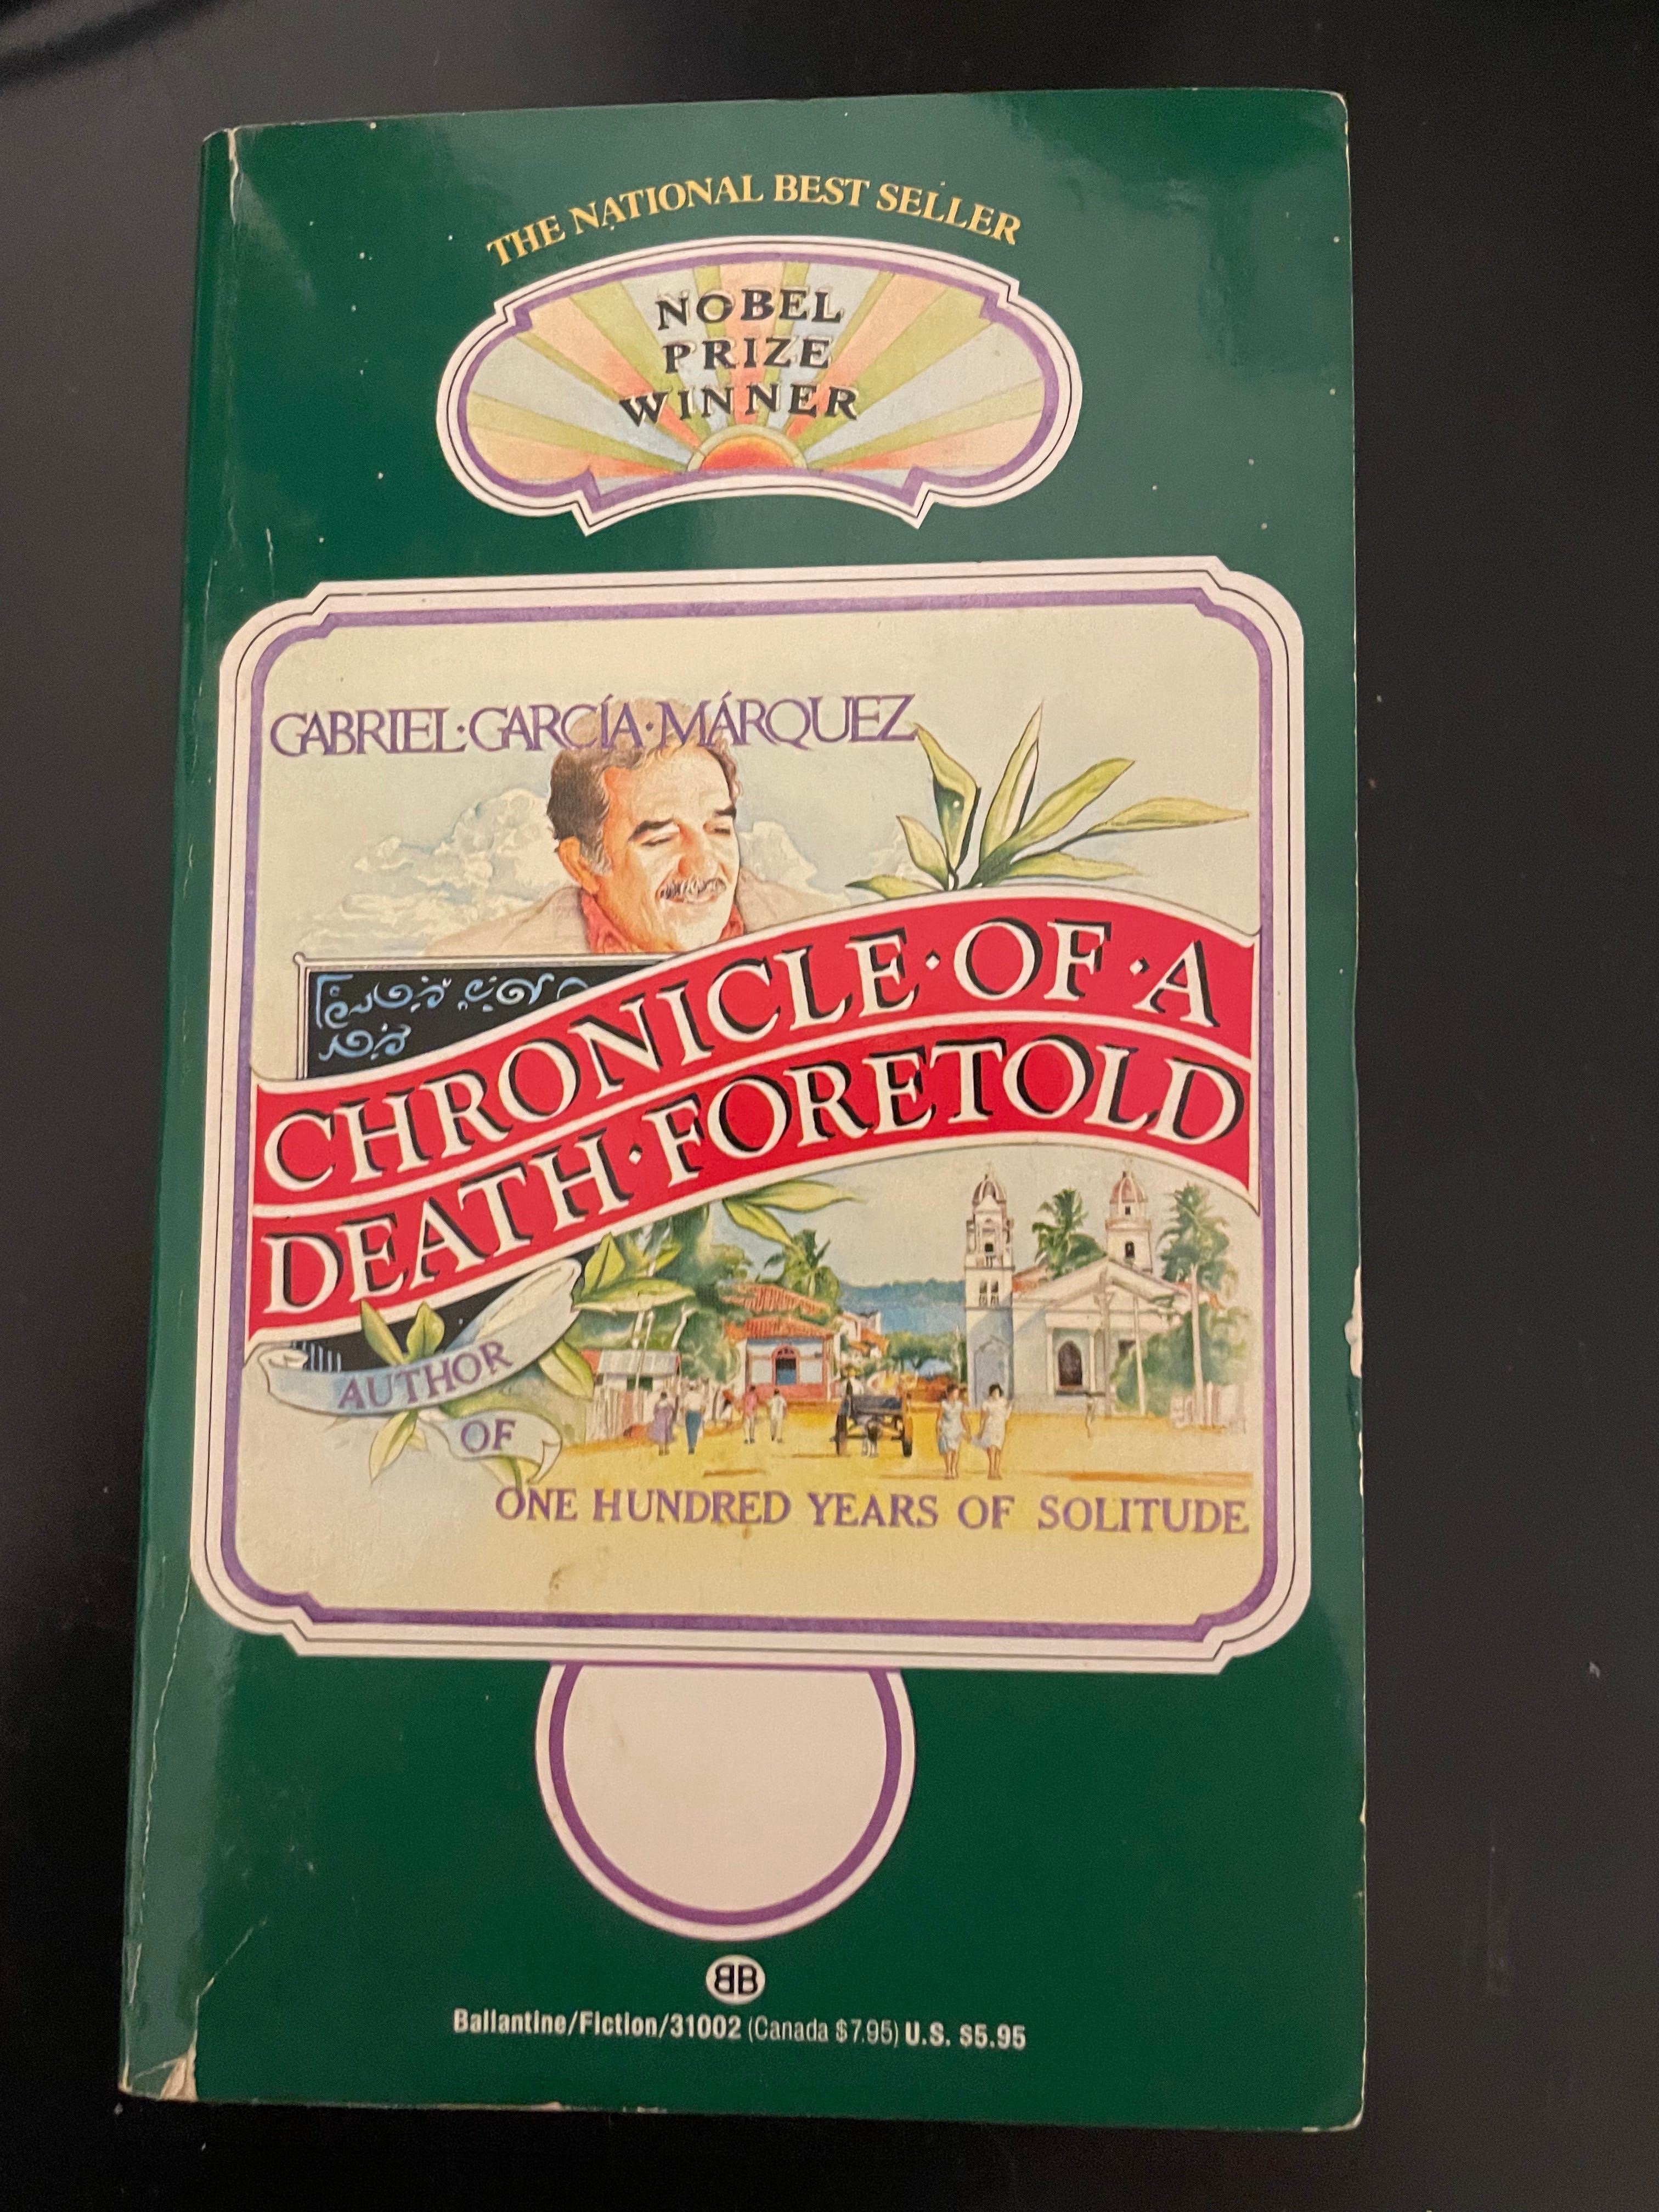 THE NATIONAL BEST SELLER
NOBEL
PRIZE
WINNER
GABRIEL·GARCÍA·MÁRQUEZ
CHRONICLE·OF·A
DEATH·FORETOLD
AUTHOR
OF
ONE HUNDRED YEARS OF SOLITUDE
BB
Ballantine/Fiction/31002 (Canada $7.95) U.S. $5.95